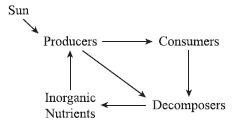 Sun
Producers
Consumers
Inorganic
Nutrients
Decomposers